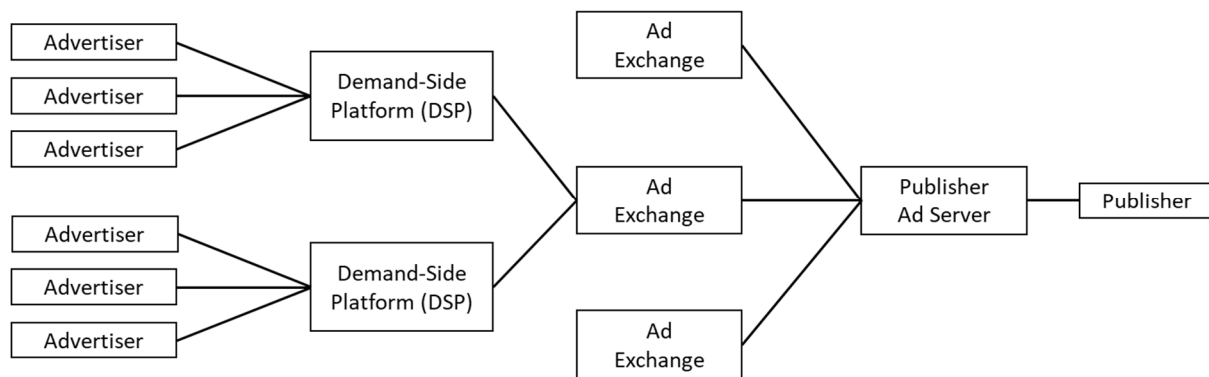 Advertiser
Advertiser
Advertiser
Demand-Side
Platform (DSP)
Advertiser
Advertiser
Advertiser
Demand-Side
Platform (DSP)
Ad
Exchange
Ad
Exchange
Ad
Exchange
Publisher
Ad Server
Publisher